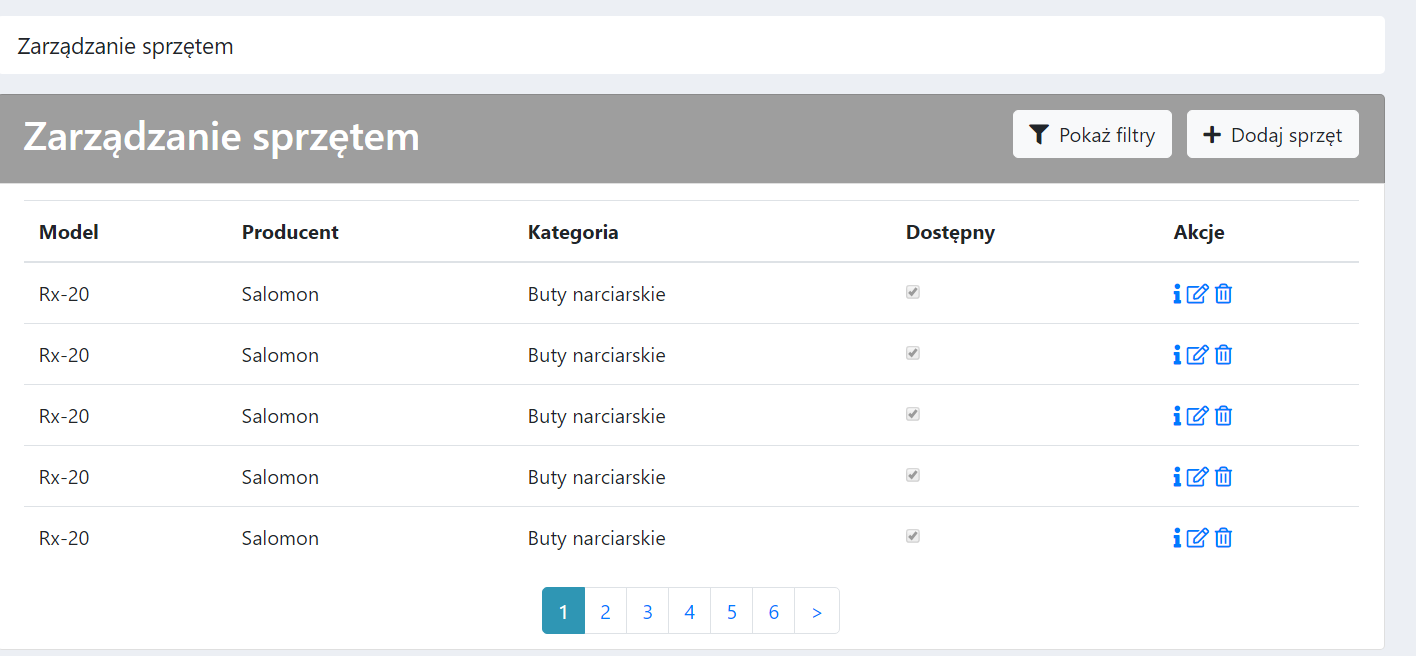 Zarządzanie sprzętem
Zarządzanie sprzętem
Pokaż filtry
Dodaj sprzęt
Model Producent Kategoria Dostępny Akcje
Rx-20 Salomon Buty narciarskie
Rx-20 Salomon Buty narciarskie
Rx-20 Salomon Buty narciarskie
Rx-20 Salomon Buty narciarskie
Rx-20 Salomon Buty narciarskie
1 2 3 4 5 6 >